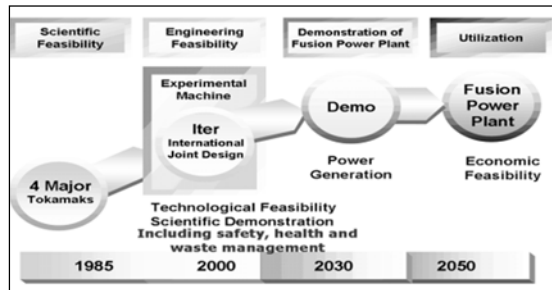 Scientific
Feasibility
Engineering
Feasibility
Demonstration of
Fusion Power Plant
Utilization
Experimental
Machine
Iter
International
Joint Design
Demo
Fusion
Power
Plant
4 Major
Tokamaks
Power
Generation
Economic
Feasibility
Technological Feasibility
Scientific Demonstration
Including safety, health and
waste management
1985 2000 2030 2050